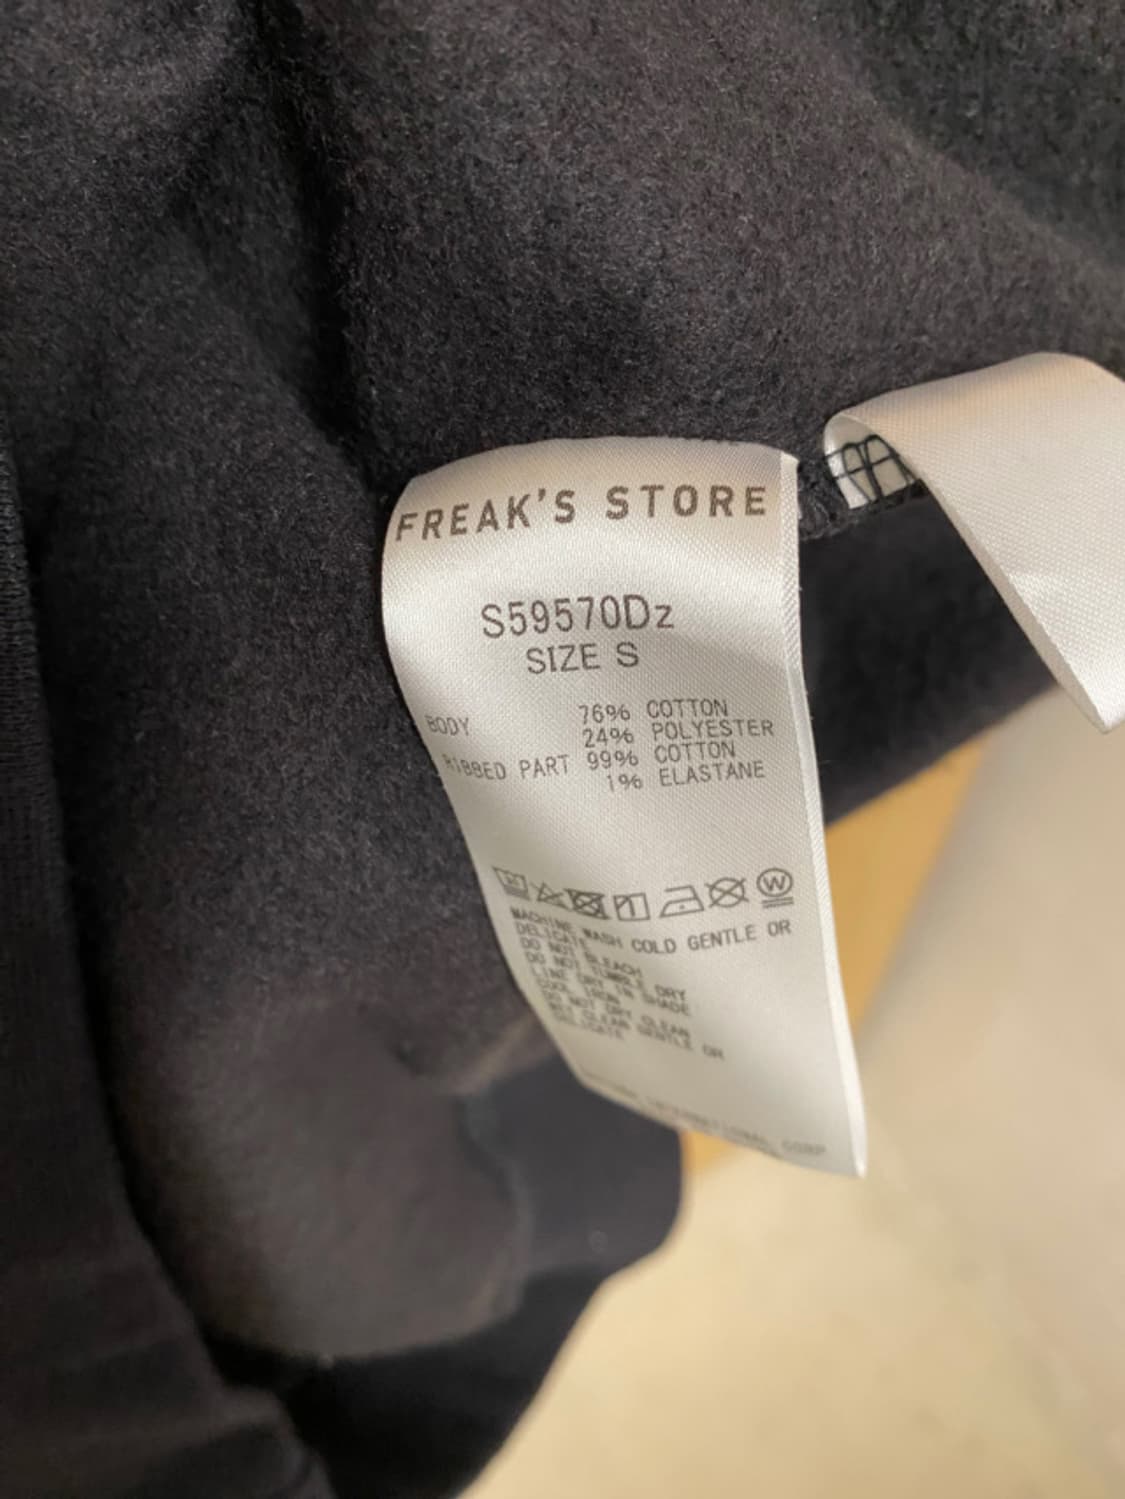 FREAK'S STORE
S59570Dz
SIZE S
BODY 76% COTTON
24% POLYESTER
RIBBED PART 99% COTTON
1% ELASTANE
W
MACHINE WASH COLD GENTLE OR
DELICATE
DO NOT BLEACH
DO NOT TUMBLE DRY
LINE DRY IN SHADE
COOL IRON
DO NOT DRY CLEAN
WET CLEAN GENTLE OR
DELICATE
INTERNATIONAL CORP